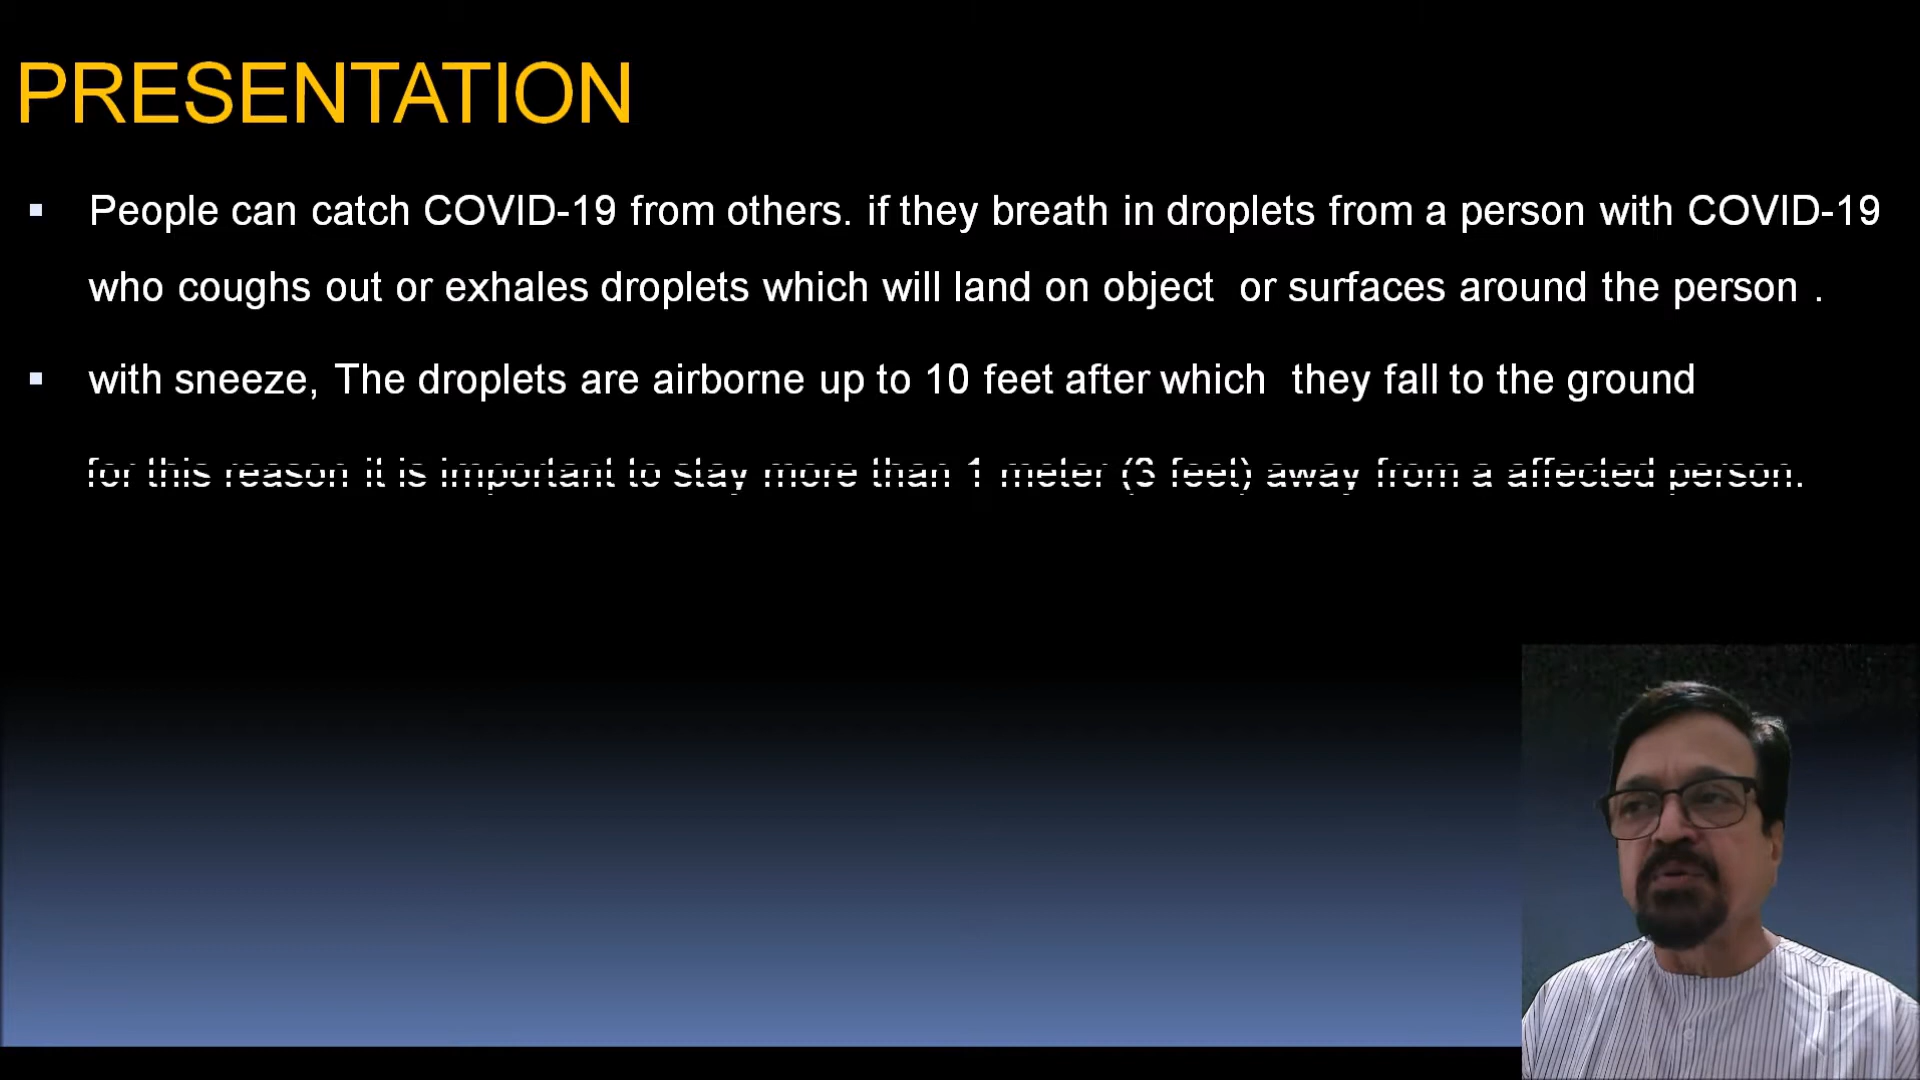 PRESENTATION
People can catch COVID-19 from others. if they breath in droplets from a person with COVID-19
who coughs out or exhales droplets which will land on object or surfaces around the person .
with sneeze, The droplets are airborne up to 10 feet after which they fall to the ground
for this reason it is important to stay more than 1 meter (3 feet) away from a affected person.